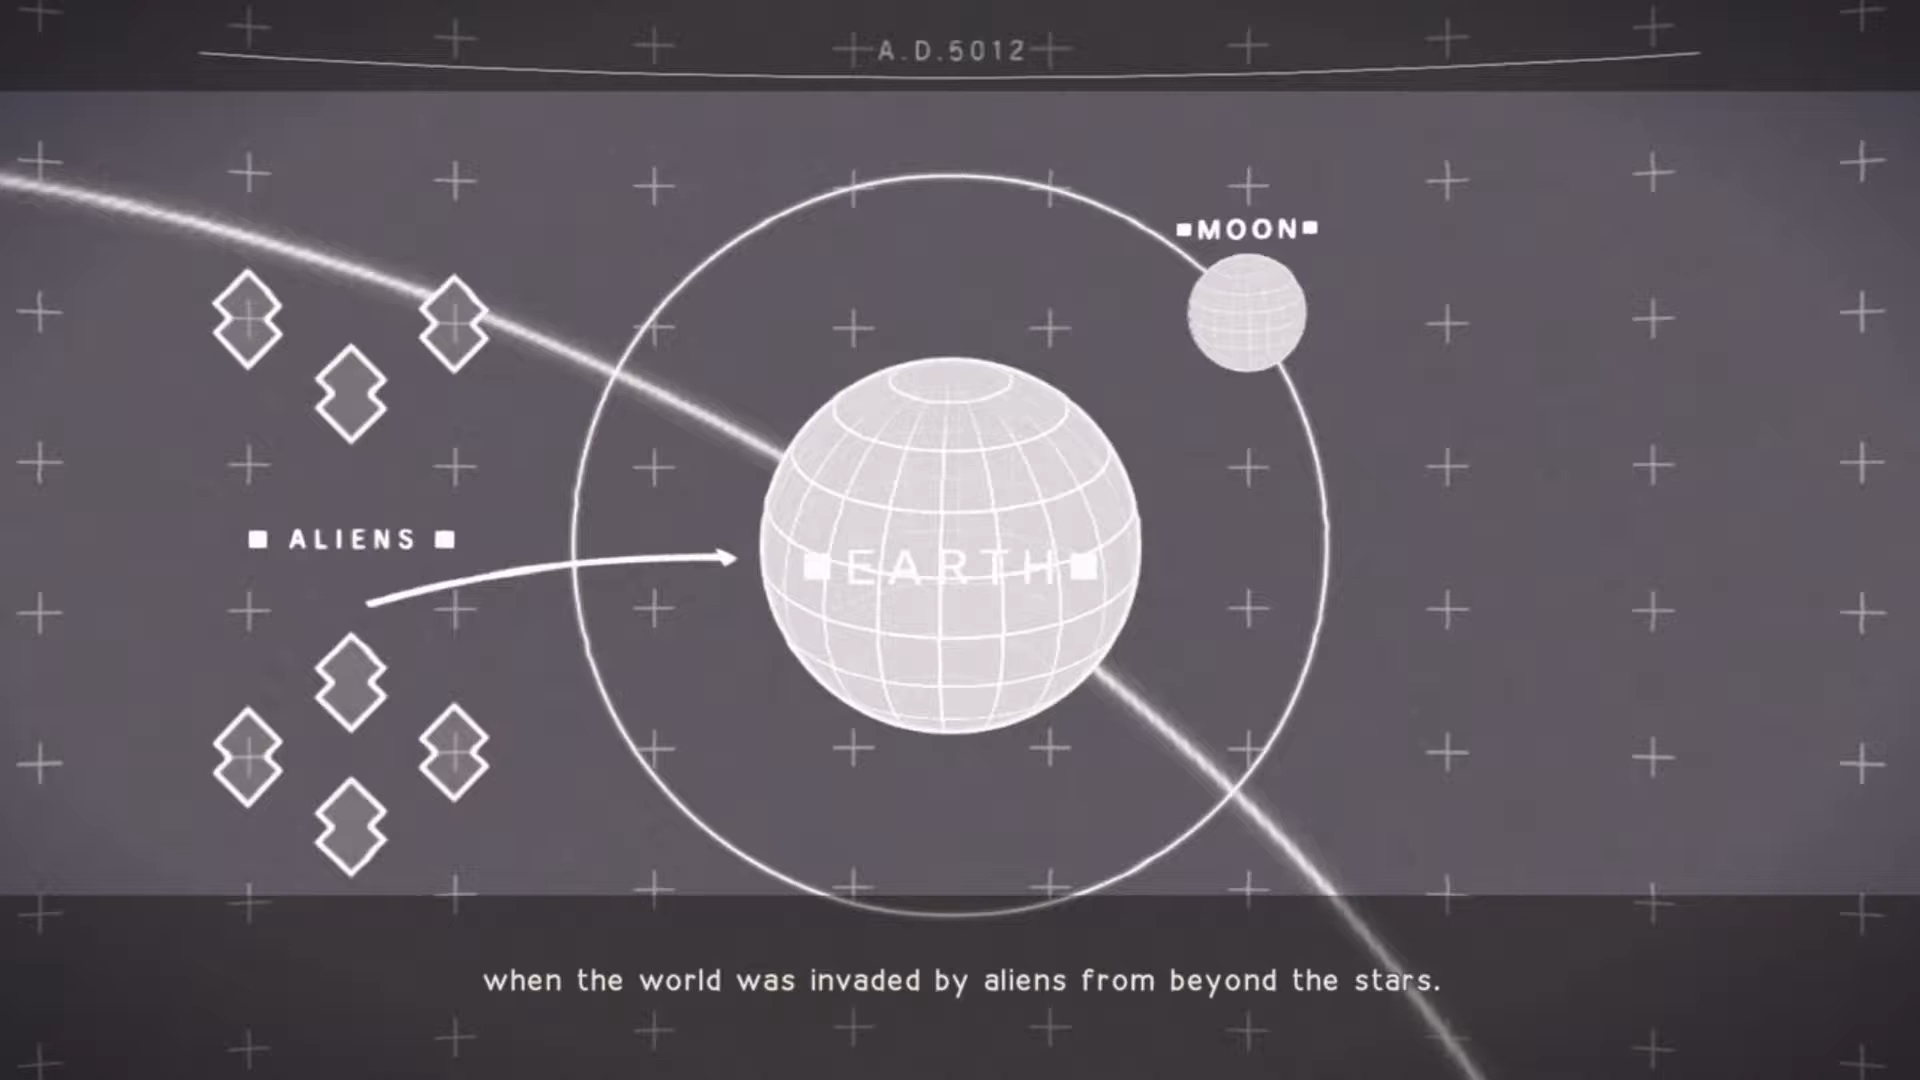 A.D.5012
MOON
ALIENS
EARTH
when the world was invaded by aliens from beyond the stars.